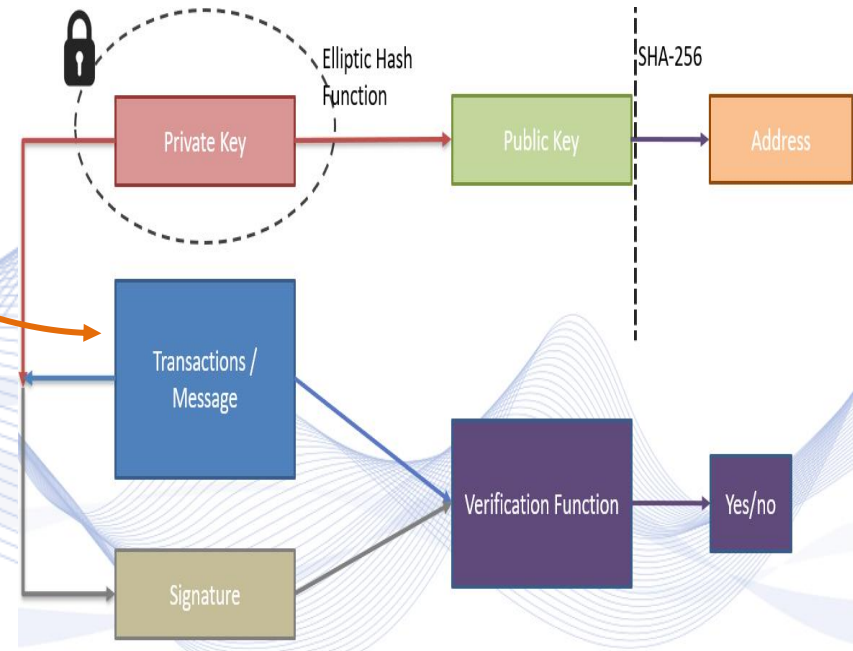 Elliptic Hash
Function
SHA-256
Private Key
Public Key
Address
Transactions /
Message
Verification Function
Yes/no
Signature